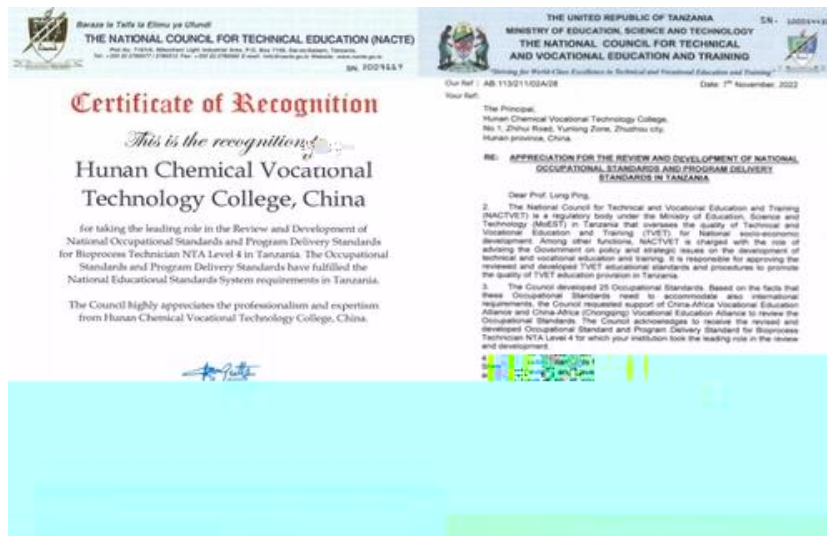 Baraza la Taifa la Elimu ya Ufundi
THE NATIONAL COUNCIL FOR TECHNICAL EDUCATION (NACTE)
Certificate of Recognition
This is the recognition
Hunan Chemical Vocational
Technology College, China
for taking the leading role in the Review and Development of
National Occupational Standards and Program Delivery Standards
for Bioprocess Technician NTA Level 4 in Tanzania. The Occupational
Standards and Program Delivery Standards have fulfilled the
National Educational Standards System requirements in Tanzania.
The Council highly appreciates the professionalism and expertism
from Hunan Chemical Vocational Technology College, China.
THE UNITED REPUBLIC OF TANZANIA
MINISTRY OF EDUCATION, SCIENCE AND TECHNOLOGY
THE NATIONAL COUNCIL FOR TECHNICAL
AND VOCATIONAL EDUCATION AND TRAINING
"Striving for World-Class Excellence in Technical and Vocational Education and Training"
Our Ref : AB.113/211/02A/28
Date: 7th November, 2022
Your Ref:
The Principal,
Hunan Chemical Vocational Technology College,
No 1, Zhihui Road, Yunlong Zone, Zhuzhou city,
Hunan province, China.
RE: APPRECIATION FOR THE REVIEW AND DEVELOPMENT OF NATIONAL
OCCUPATIONAL STANDARDS AND PROGRAM DELIVERY
STANDARDS IN TANZANIA
Dear Prof. Long Ping,
2. The National Council for Technical and Vocational Education and Training
(NACTVET) is a regulatory body under the Ministry of Education, Science and
Technology (MoEST) in Tanzania that oversees the quality of Technical and
Vocational Education and Training (TVET) for National socio-economic
development. Among other functions, NACTVET is charged with the role of
advising the Government on policy and strategic issues on the development of
technical and vocational education and training. It is responsible for approving the
reviewed and developed TVET educational standards and procedures to promote
the quality of TVET education provision in Tanzania.
3. The Council developed 25 Occupational Standards. Based on the facts that
these Occupational Standards need to accommodate also international
requirements, the Council requested support of China-Africa Vocational Education
Alliance and China-Africa (Chongqing) Vocational Education Alliance to review the
Occupational Standards. The Council acknowledges to receive the revised and
developed Occupational Standard and Program Delivery Standard for Bioprocess
Technician NTA Level 4 for which your institution took the leading role in the review
and development.